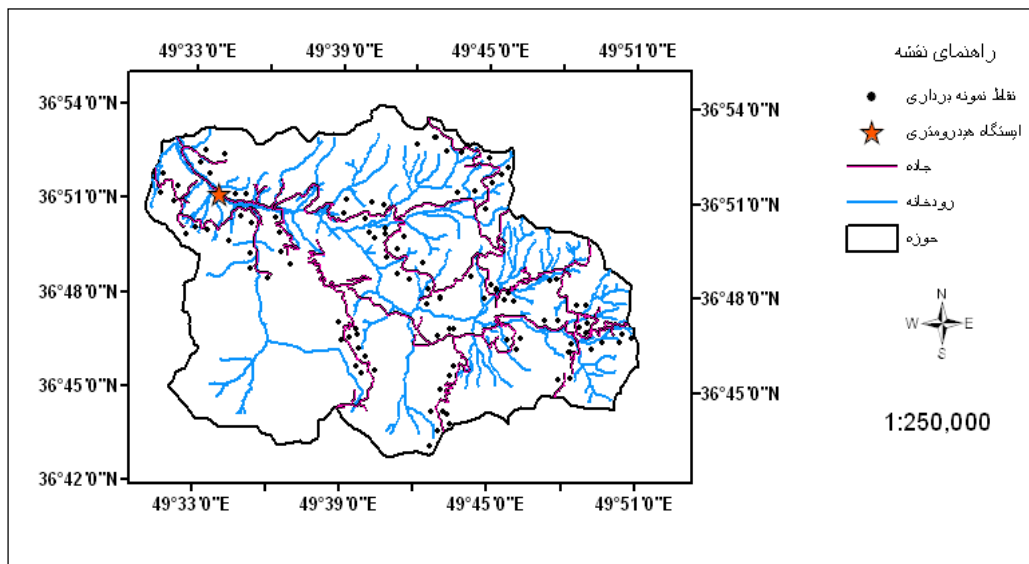 49°33'0"E 49°39'0"E 49°45'0"E 49°51'0"E
36°54'0"N
36°51'0"N
36°48'0"N
36°45'0"N
36°42'0"N
36°54'0"N
36°51'0"N
36°48'0"N
36°45'0"N
49°33'0"E 49°39'0"E 49°45'0"E 49°51'0"E
راهنمای نقشه
نقاط نمونه برداری
ایستگاه هیدرومتری
جاده
رودخانه
حوزه
N
W E
S
1:250,000